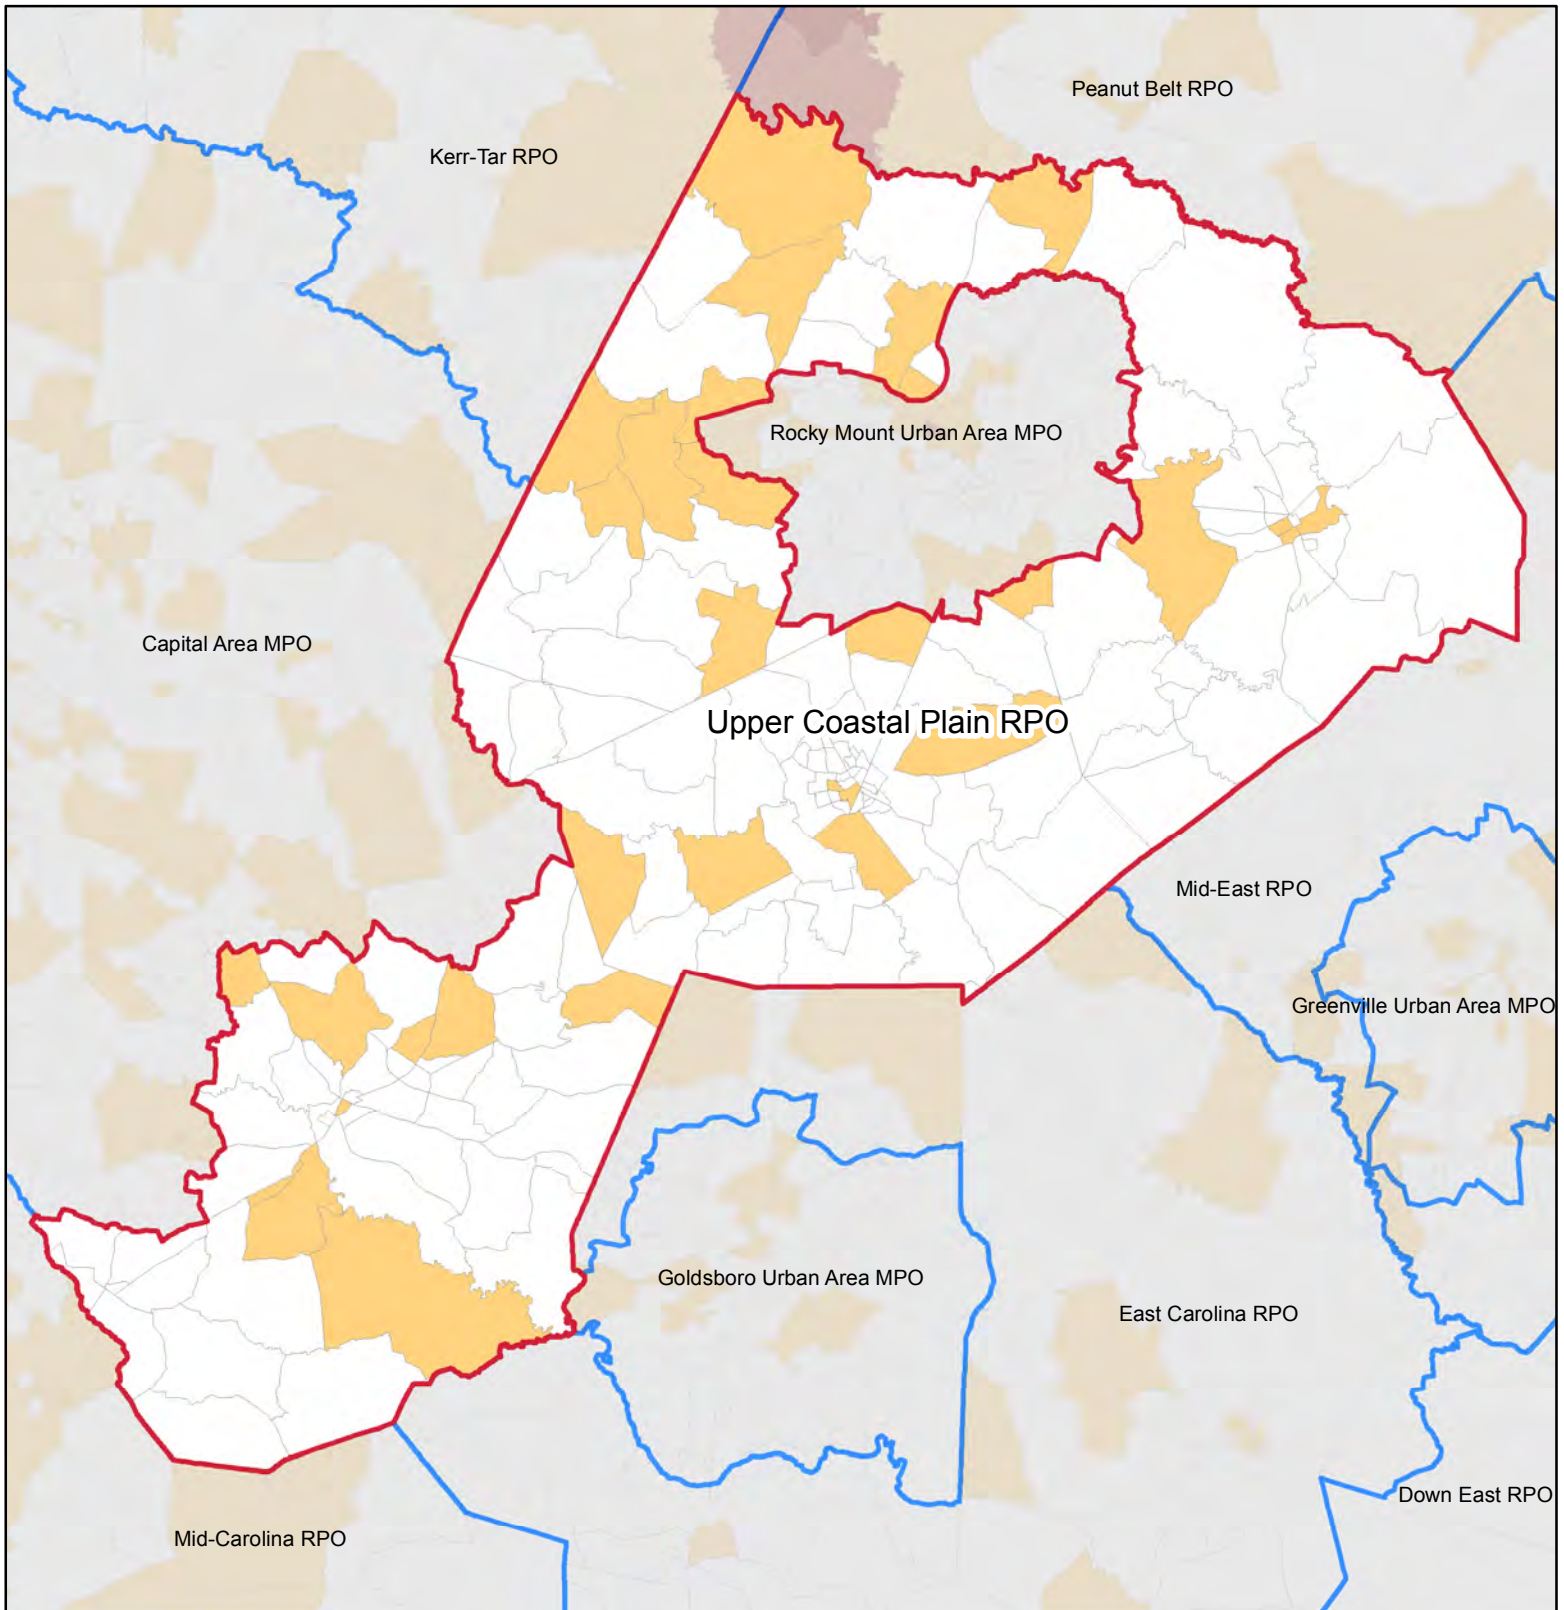 Peanut Belt RPO
Kerr-Tar RPO
Rocky Mount Urban Area MPO
Capital Area MPO
Upper Coastal Plain RPO
Mid-East RPO
Greenville Urban Area MPO
Goldsboro Urban Area MPO
East Carolina RPO
Down East RPO
Mid-Carolina RPO